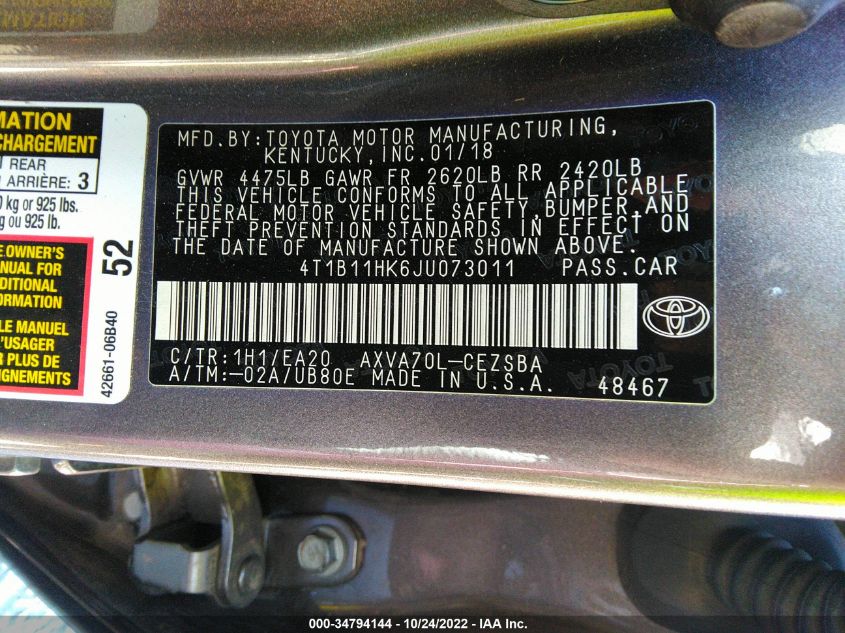 MATION
CHARGEMENT
REAR
ARRIÈRE: 3
kg or 925 lbs.
kg ou 925 lb.
OWNER'S
NUAL FOR
DITIONAL
FORMATION
LE MANUEL
'USAGER
R PLUS DE
SEIGNEMENTS
52
42661-06B40
MFD.BY:TOYOTA MOTOR MANUFACTURING,
KENTUCKY,INC.01/18
GVWR 4475LB GAWR FR 2620LB RR 2420LB
THIS VEHICLE CONFORMS TO ALL APPLICABLE
FEDERAL MOTOR VEHICLE SAFETY,BUMPER,AND
THEFT PREVENTION STANDARDS IN EFFECT ON
THE DATE OF MANUFACTURE SHOWN ABOVE.
4T1B11HK6JU073011 PASS.CAR
C/TR:1H1/EA20 AXVA70L-CEZSBA
A/TM:-02A/UB80E MADE IN U.S.A. 48467
000-34794144 - 10/24/2022 - IAA Inc.